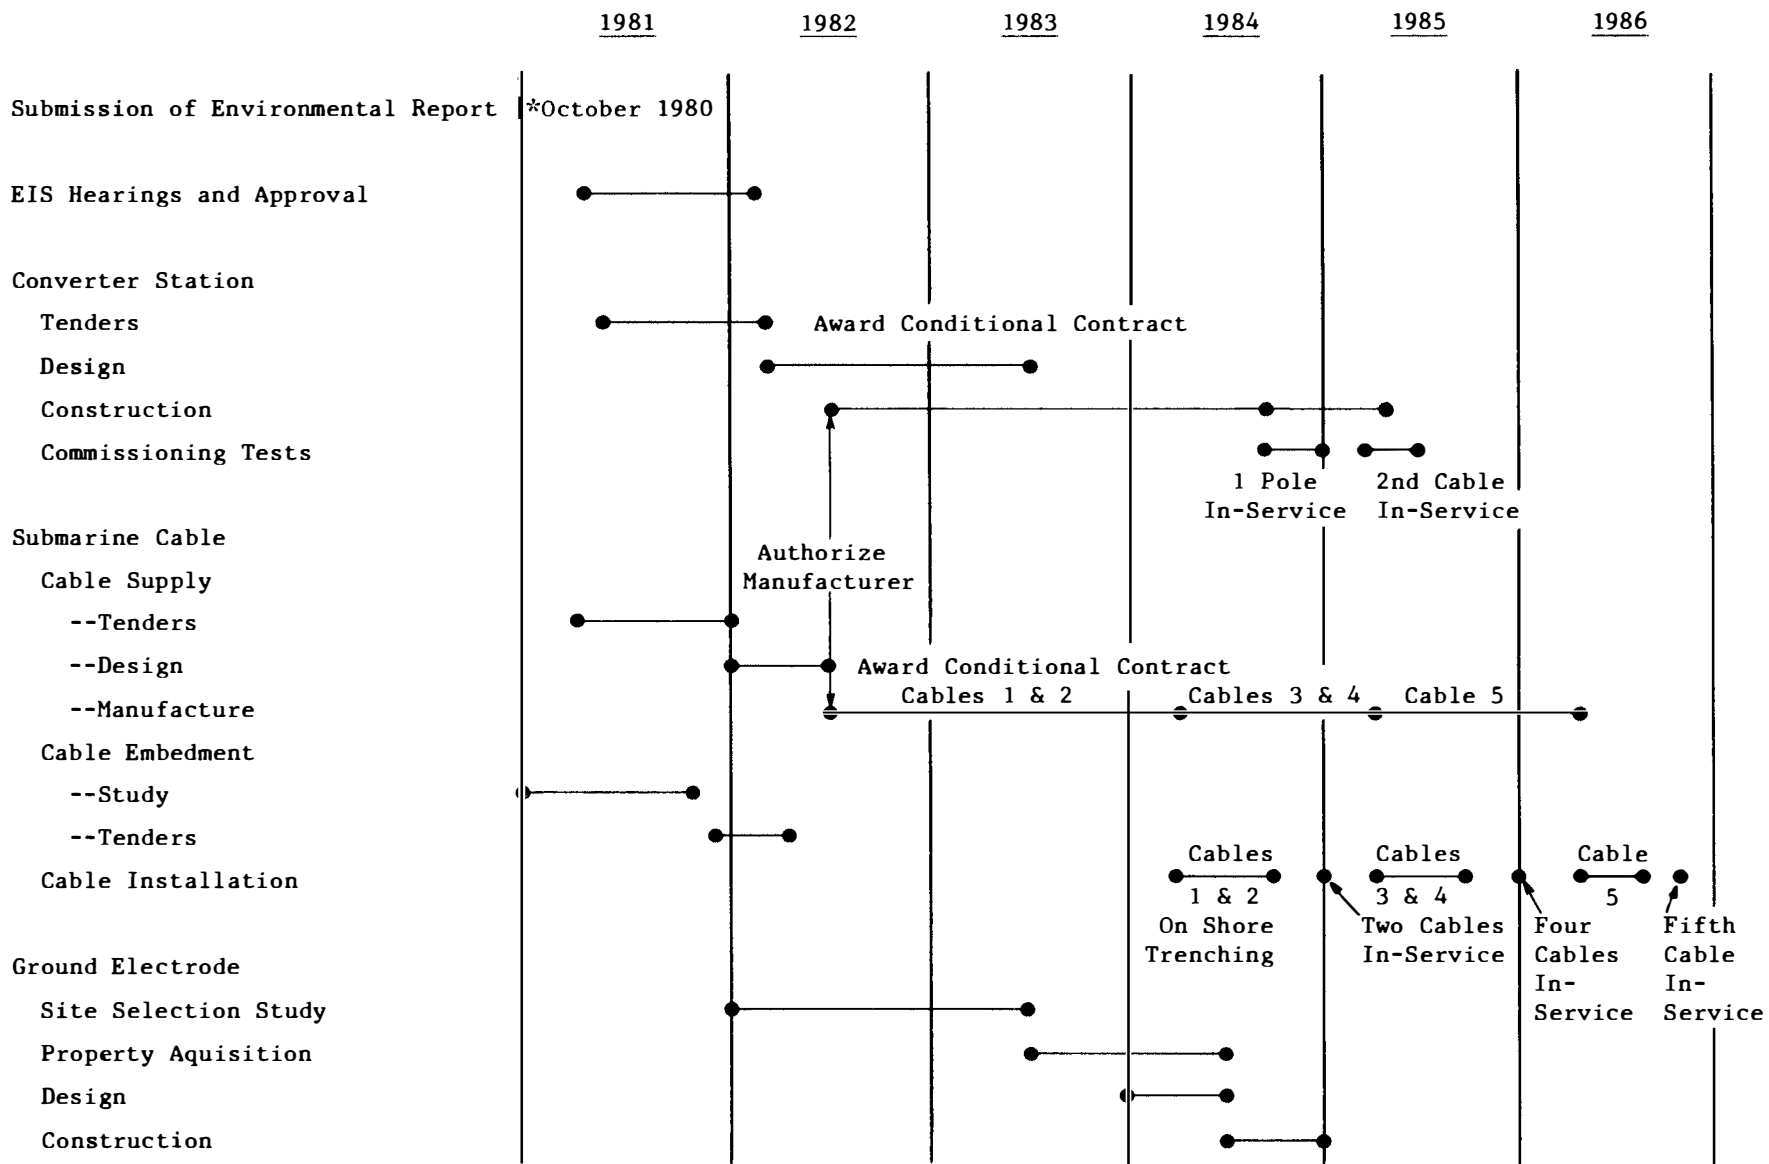 1981 1982 1983 1984 1985 1986
Submission of Environmental Report *October 1980
EIS Hearings and Approval
Converter Station
Tenders Award Conditional Contract
Design
Construction
Commissioning Tests
1 Pole 2nd Cable
In-Service In-Service
Submarine Cable
Authorize
Cable Supply Manufacturer
--Tenders
--Design Award Conditional Contract
Cables 1 & 2 Cables 3 & 4 Cable 5
--Manufacture
Cable Embedment
--Study
--Tenders
Cables Cables Cable
Cable Installation
1 & 2 3 & 4 5
On Shore Two Cables Four Fifth
Trenching In-Service Cables Cable
Ground Electrode
In- In-
Site Selection Study Service Service
Property Aquisition
Design
Construction